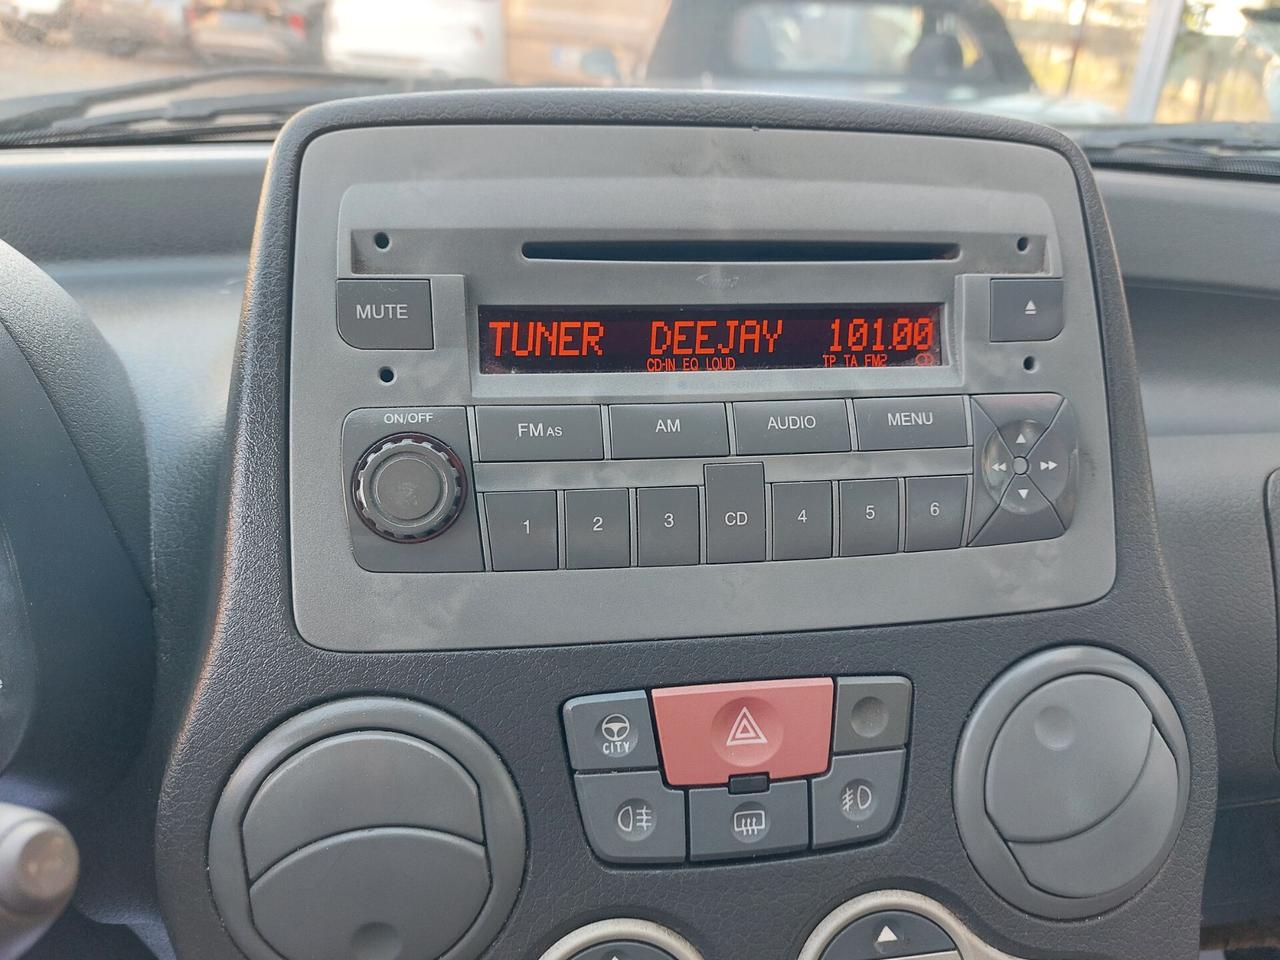 MUTE
TUNER DEEJAY 101.00
CD-IN EQ LOUD TP TA FM2
BLAUPUNKT
ON/OFF
FM AS AM AUDIO MENU
1 2 3 CD 4 5 6
CITY